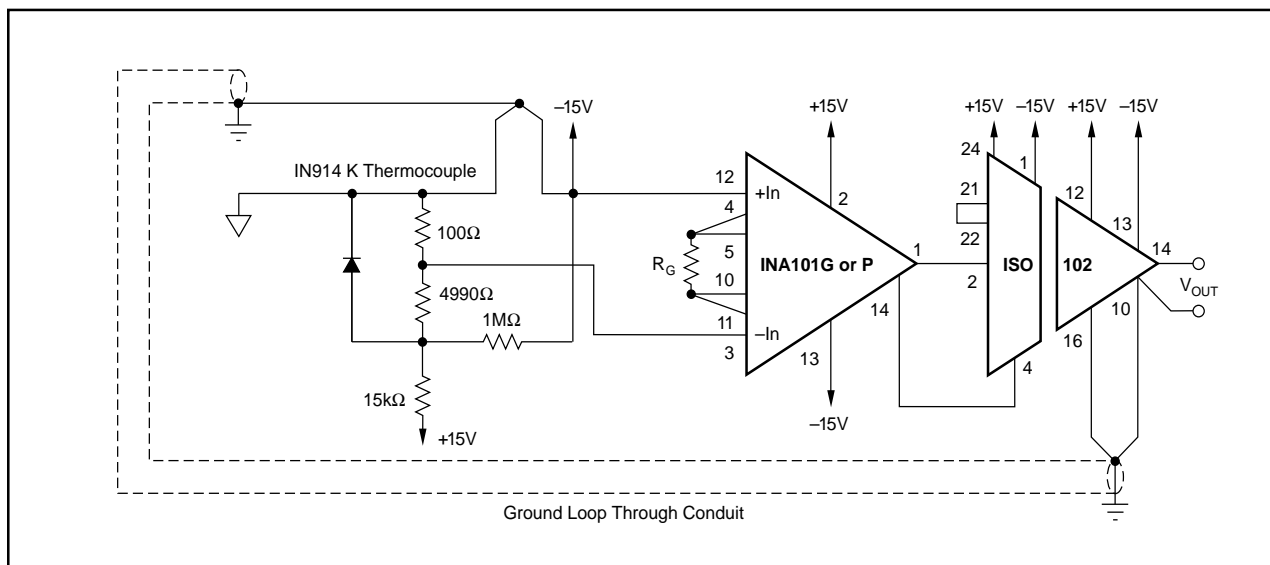 –15V
+15V
+15V
–15V
+15V
–15V
IN914 K Thermocouple
24
1
12
+In
2
21
12
13
4
100Ω
5
22
14
R_G
INA101G or P
1
ISO
102
10
2
V_OUT
4990Ω
1MΩ
11
14
10
–In
16
3
13
4
15kΩ
–15V
+15V
Ground Loop Through Conduit